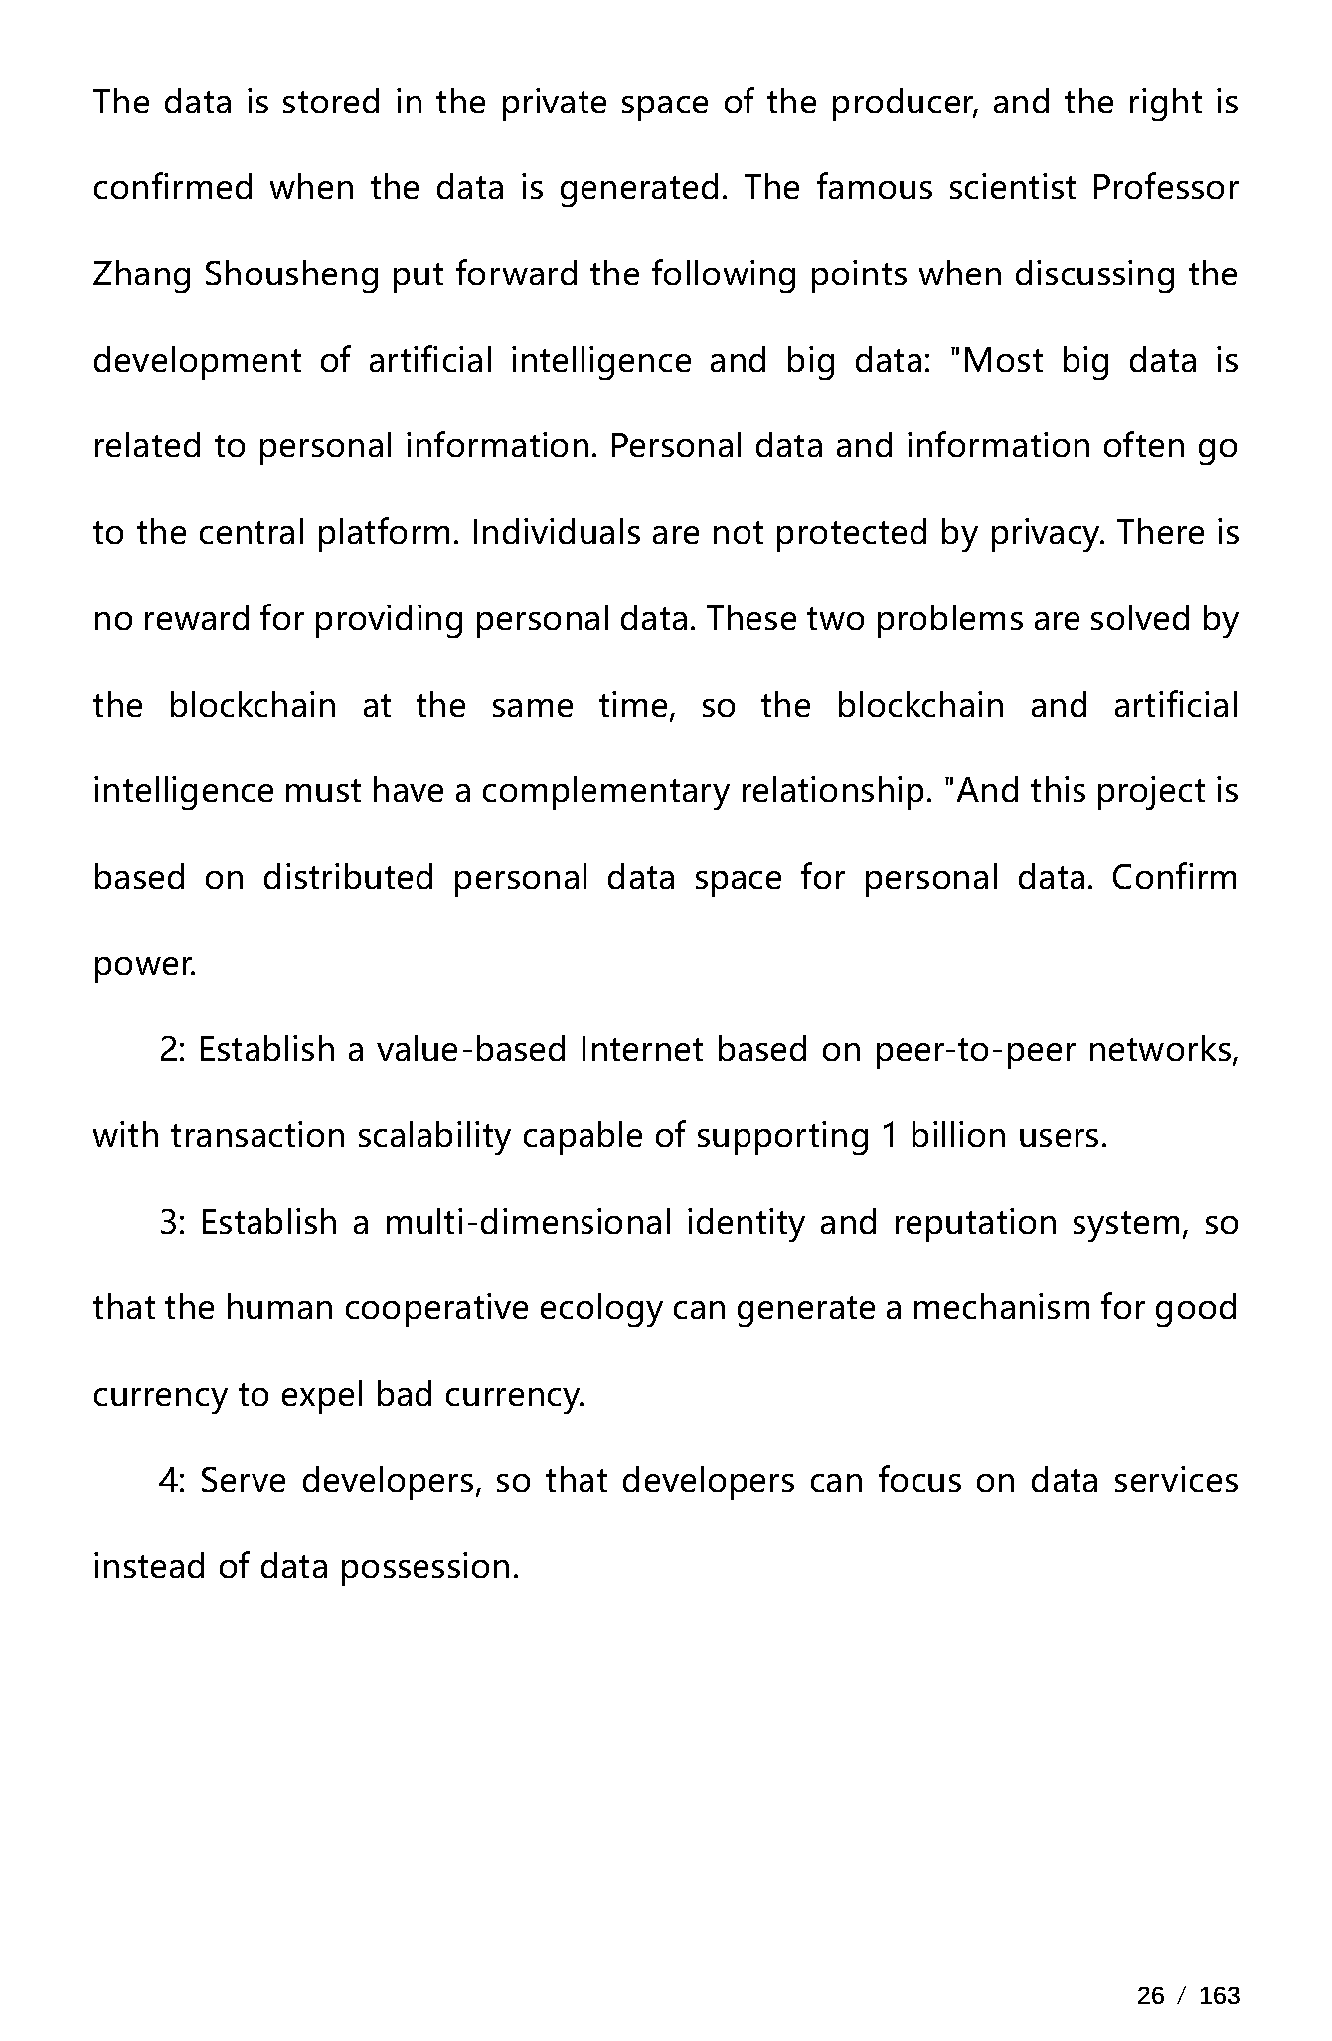 The data is stored in the private space of the producer, and the right is
confirmed when the data is generated. The famous scientist Professor
Zhang Shousheng put forward the following points when discussing the
development of artificial intelligence and big data: "Most big data is
related to personal information. Personal data and information often go
to the central platform. Individuals are not protected by privacy. There is
no reward for providing personal data. These two problems are solved by
the blockchain at the same time, so the blockchain and artificial
intelligence must have a complementary relationship. "And this project is
based on distributed personal data space for personal data. Confirm
power.
2: Establish a value-based Internet based on peer-to-peer networks,
with transaction scalability capable of supporting 1 billion users.
3: Establish a multi-dimensional identity and reputation system, so
that the human cooperative ecology can generate a mechanism for good
currency to expel bad currency.
4: Serve developers, so that developers can focus on data services
instead of data possession.
26 / 163